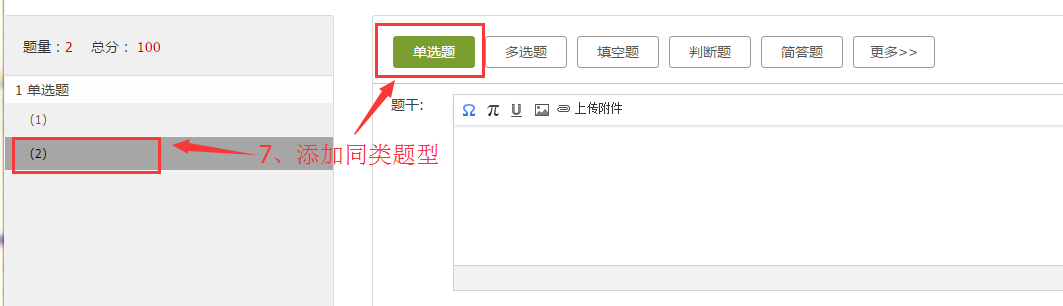 题量：2 总分： 100
1 单选题
(1)
(2)
单选题 多选题 填空题 判断题 简答题 更多>>
题干:
Ω π U 上传附件
7、添加同类题型